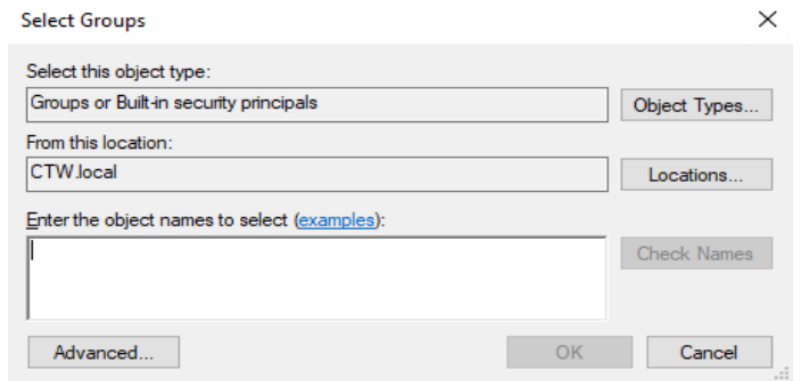 Select Groups
Select this object type:
Groups or Built-in security principals
Object Types...
From this location:
CTW.local
Locations...
Enter the object names to select (examples):
Check Names
Advanced...
OK
Cancel